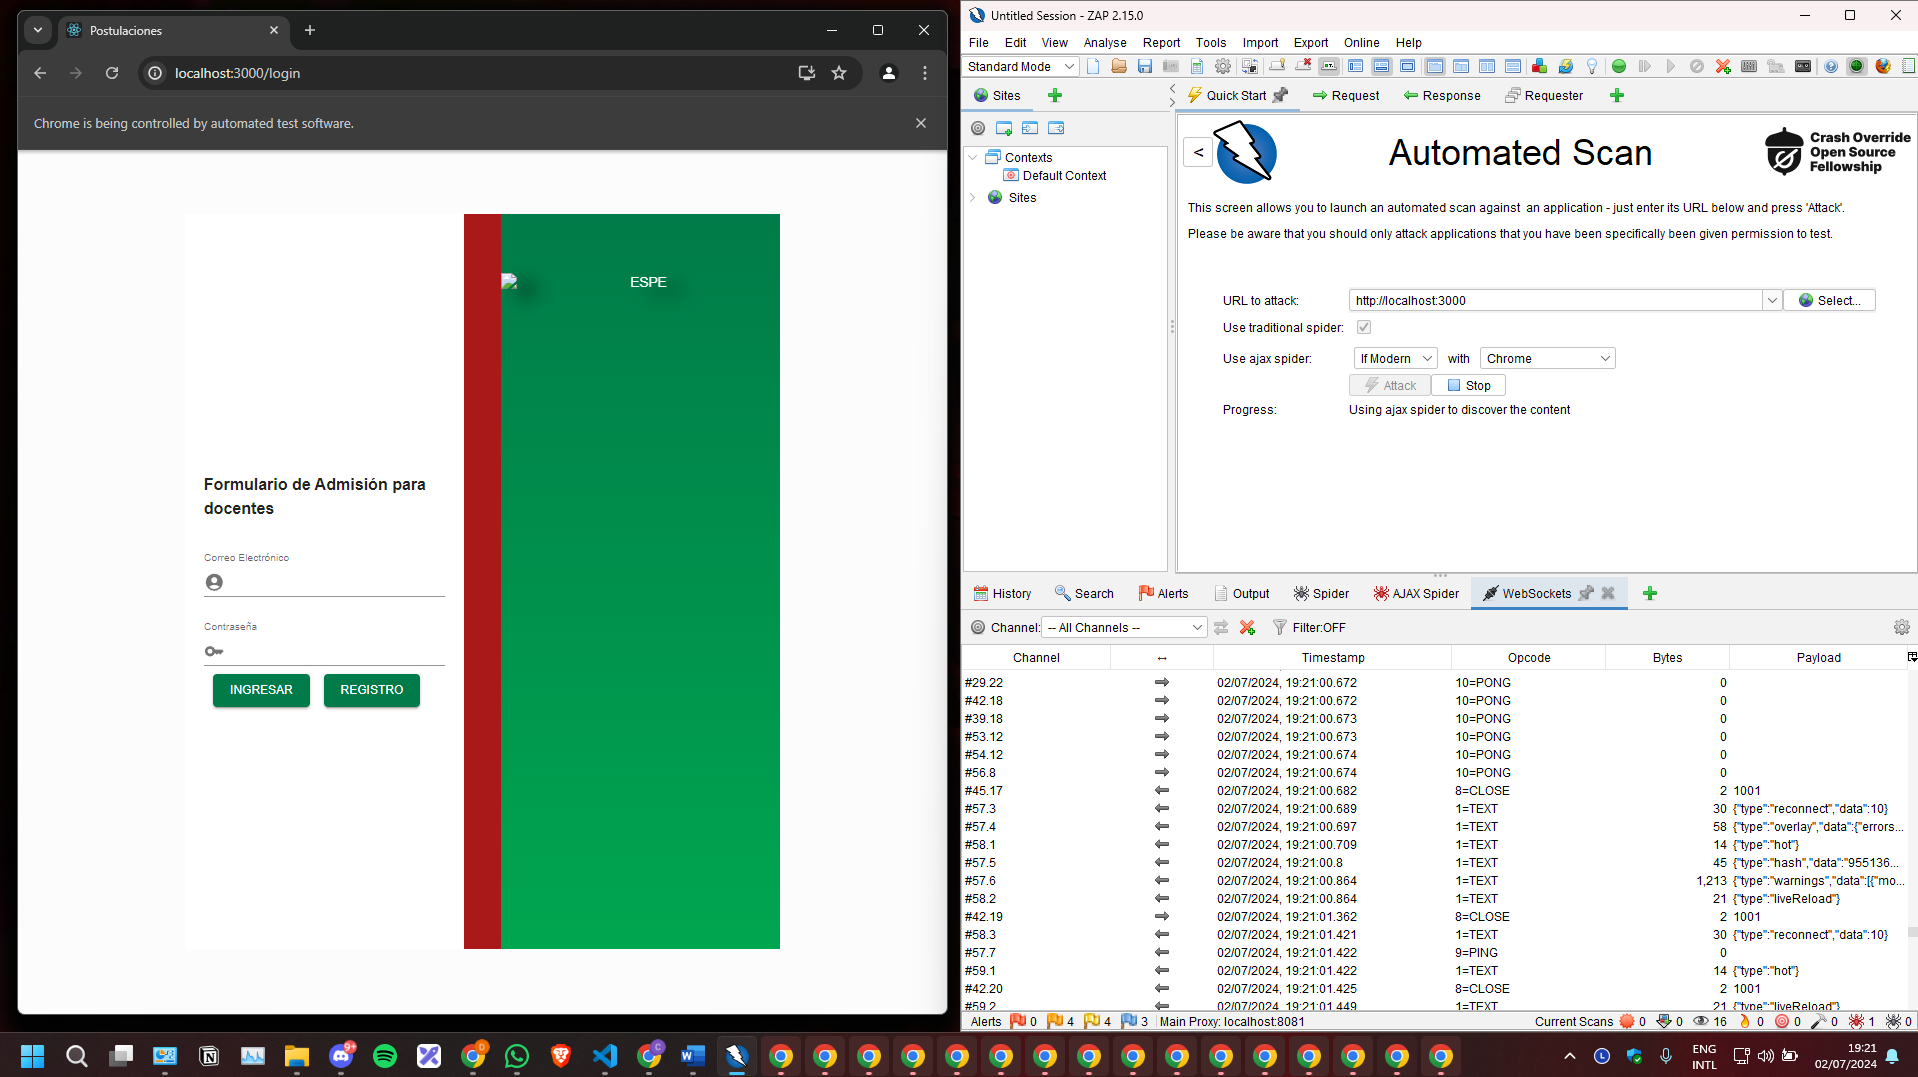 Postulaciones
localhost:3000/login
Chrome is being controlled by automated test software.
ESPE
Formulario de Admisión para
docentes
Correo Electrónico
Contraseña
INGRESAR REGISTRO
Untitled Session - ZAP 2.15.0
File Edit View Analyse Report Tools Import Export Online Help
Standard Mode
Sites Quick Start Request Response Requester
Contexts
Default Context
Sites
< Automated Scan
Crash Override
Open Source
Fellowship
This screen allows you to launch an automated scan against an application - just enter its URL below and press 'Attack'.
Please be aware that you should only attack applications that you have been specifically been given permission to test.
URL to attack: http://localhost:3000 Select...
Use traditional spider:
Use ajax spider: If Modern with Chrome
Attack Stop
Progress: Using ajax spider to discover the content
History Search Alerts Output Spider AJAX Spider WebSockets
Channel: -- All Channels -- Filter:OFF
Channel ↔ Timestamp Opcode Bytes Payload
#29.22 02/07/2024, 19:21:00.672 10=PONG 0
#42.18 02/07/2024, 19:21:00.672 10=PONG 0
#39.18 02/07/2024, 19:21:00.673 10=PONG 0
#53.12 02/07/2024, 19:21:00.673 10=PONG 0
#54.12 02/07/2024, 19:21:00.674 10=PONG 0
#56.8 02/07/2024, 19:21:00.674 10=PONG 0
#45.17 02/07/2024, 19:21:00.682 8=CLOSE 2 1001
#57.3 02/07/2024, 19:21:00.689 1=TEXT 30 {"type":"reconnect","data":10}
#57.4 02/07/2024, 19:21:00.697 1=TEXT 58 {"type":"overlay","data":{"errors...
#58.1 02/07/2024, 19:21:00.709 1=TEXT 14 {"type":"hot"}
#57.5 02/07/2024, 19:21:00.8 1=TEXT 45 {"type":"hash","data":"955136...
#57.6 02/07/2024, 19:21:00.864 1=TEXT 1,213 {"type":"warnings","data":[{"mo...
#58.2 02/07/2024, 19:21:00.864 1=TEXT 21 {"type":"liveReload"}
#42.19 02/07/2024, 19:21:01.362 8=CLOSE 2 1001
#58.3 02/07/2024, 19:21:01.421 1=TEXT 30 {"type":"reconnect","data":10}
#57.7 02/07/2024, 19:21:01.422 9=PING 0
#59.1 02/07/2024, 19:21:01.422 1=TEXT 14 {"type":"hot"}
#42.20 02/07/2024, 19:21:01.425 8=CLOSE 2 1001
#59.2 02/07/2024, 19:21:01.449 1=TEXT 21 {"type":"liveReload"}
Alerts 0 4 4 3 Main Proxy: localhost:8081 Current Scans 0 0 16 0 0 0 1 0
ENG
INTL
19:21
02/07/2024